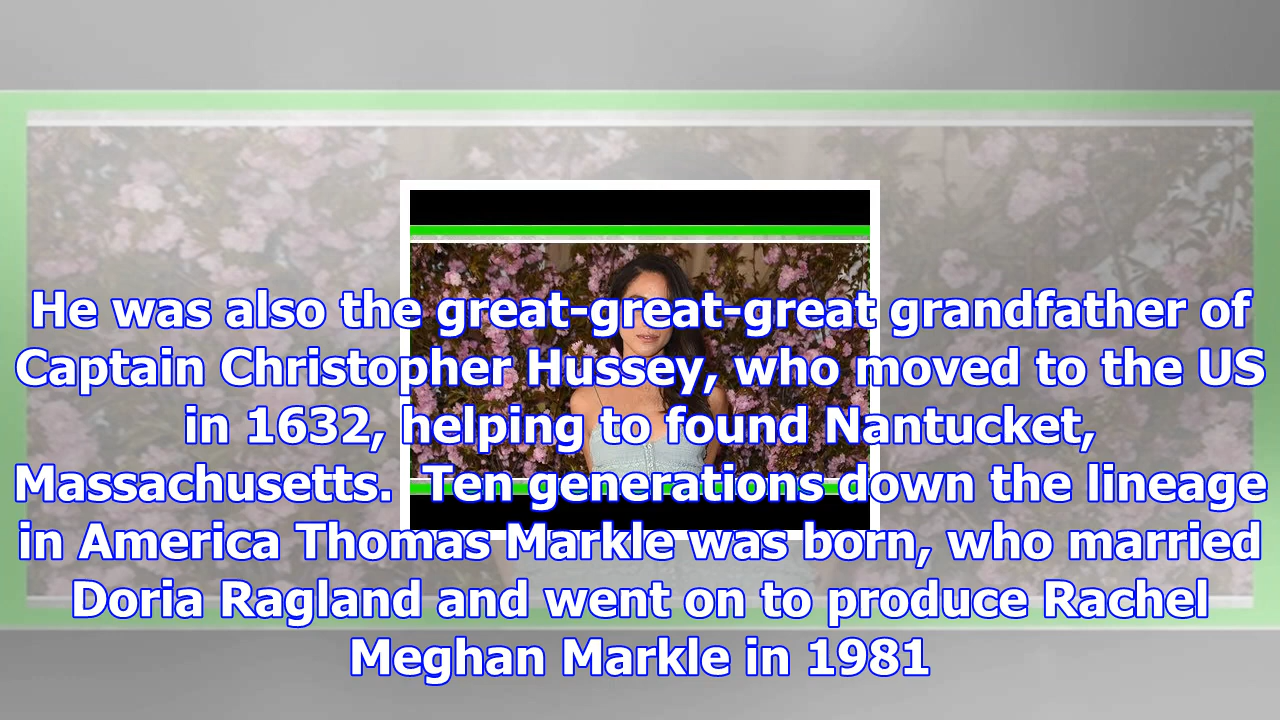 He was also the great-great-great grandfather of
Captain Christopher Hussey, who moved to the US
in 1632, helping to found Nantucket,
Massachusetts.  Ten generations down the lineage
in America Thomas Markle was born, who married
Doria Ragland and went on to produce Rachel
Meghan Markle in 1981